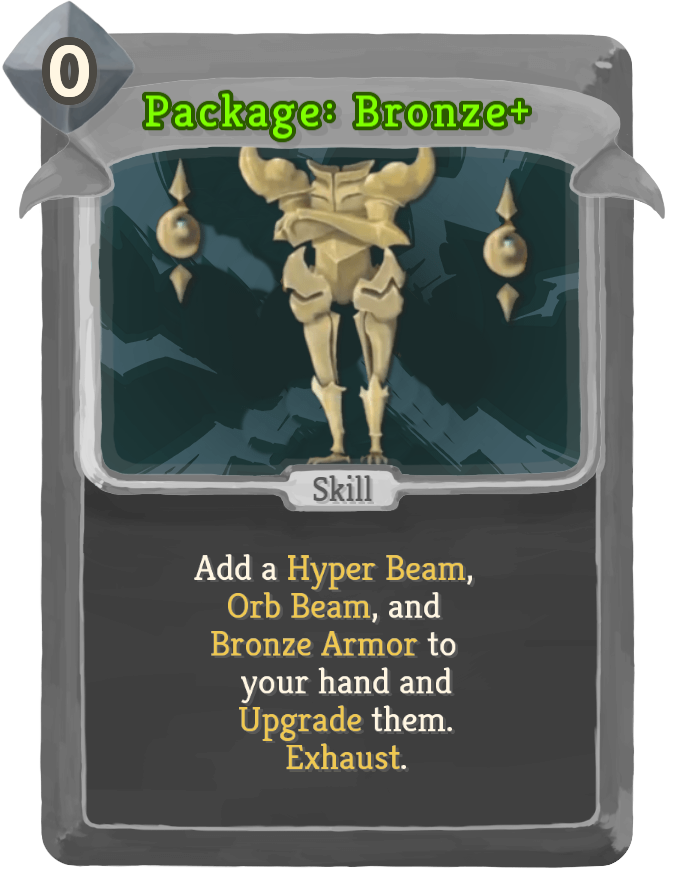 0
Package: Bronze+
Skill
Add a Hyper Beam,
Orb Beam, and
Bronze Armor to
your hand and
Upgrade them.
Exhaust.